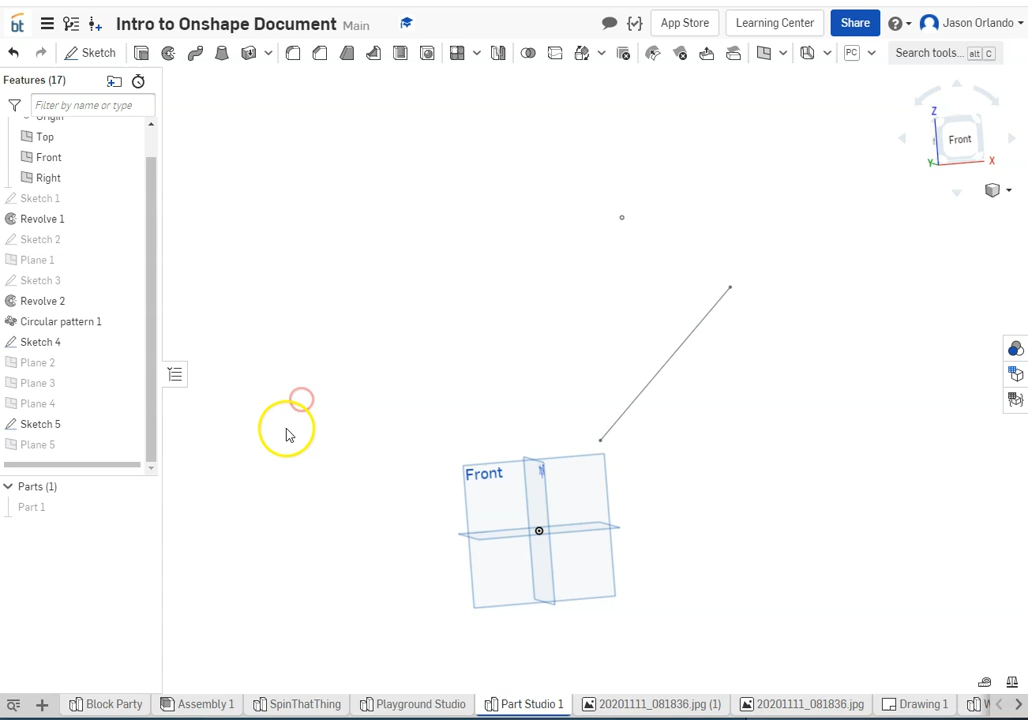 bt Intro to Onshape Document Main App Store Learning Center Share Jason Orlando
Sketch PC Search tools... alt C
Features (17)
Filter by name or type
Origin
Top
Front
Right
Sketch 1
Revolve 1
Sketch 2
Plane 1
Sketch 3
Revolve 2
Circular pattern 1
Sketch 4
Plane 2
Plane 3
Plane 4
Sketch 5
Plane 5
Parts (1)
Part 1
Z
Front
X
Y
Front
Block Party Assembly 1 SpinThatThing Playground Studio Part Studio 1 20201111_081836.jpg (1) 20201111_081836.jpg Drawing 1